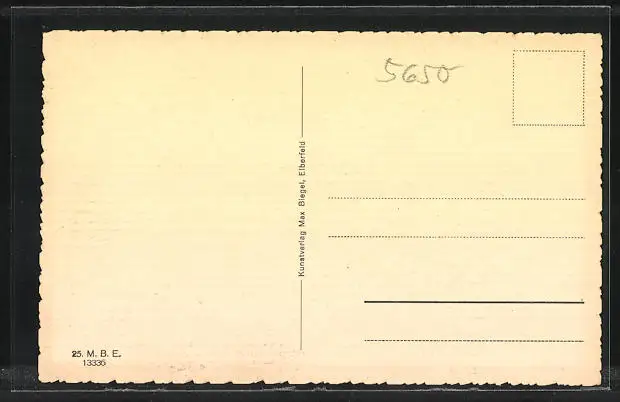 5650
Kunstverlag Max Biegel, Elberfeld
25. M. B. E.
13336